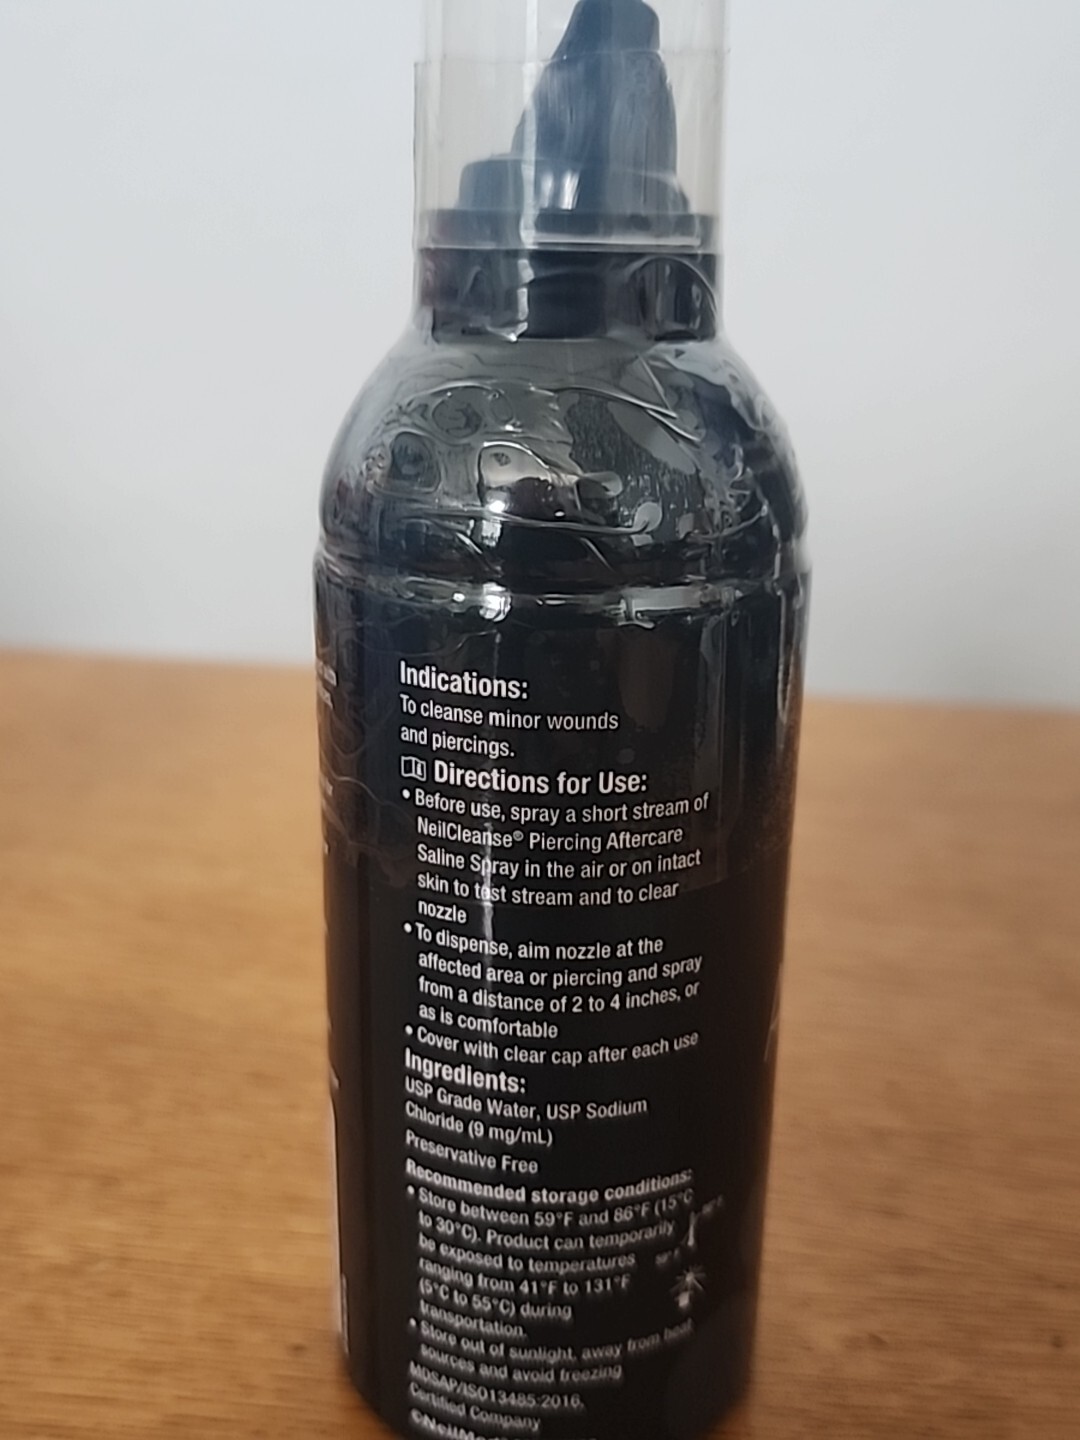 Indications:
To cleanse minor wounds
and piercings.
Directions for Use:
• Before use, spray a short stream of
NeilCleanse® Piercing Aftercare
Saline Spray in the air or on intact
skin to test stream and to clear
nozzle
• To dispense, aim nozzle at the
affected area or piercing and spray
from a distance of 2 to 4 inches, or
as is comfortable
• Cover with clear cap after each use
Ingredients:
USP Grade Water, USP Sodium
Chloride (9 mg/mL)
Preservative Free
Recommended storage conditions:
• Store between 59°F and 86°F (15°C
to 30°C). Product can temporarily
be exposed to temperatures
ranging from 41°F to 131°F
(5°C to 55°C) during
transportation.
• Store out of sunlight, away from heat
sources and avoid freezing
MDSAP/ISO13485:2016,
Certified Company